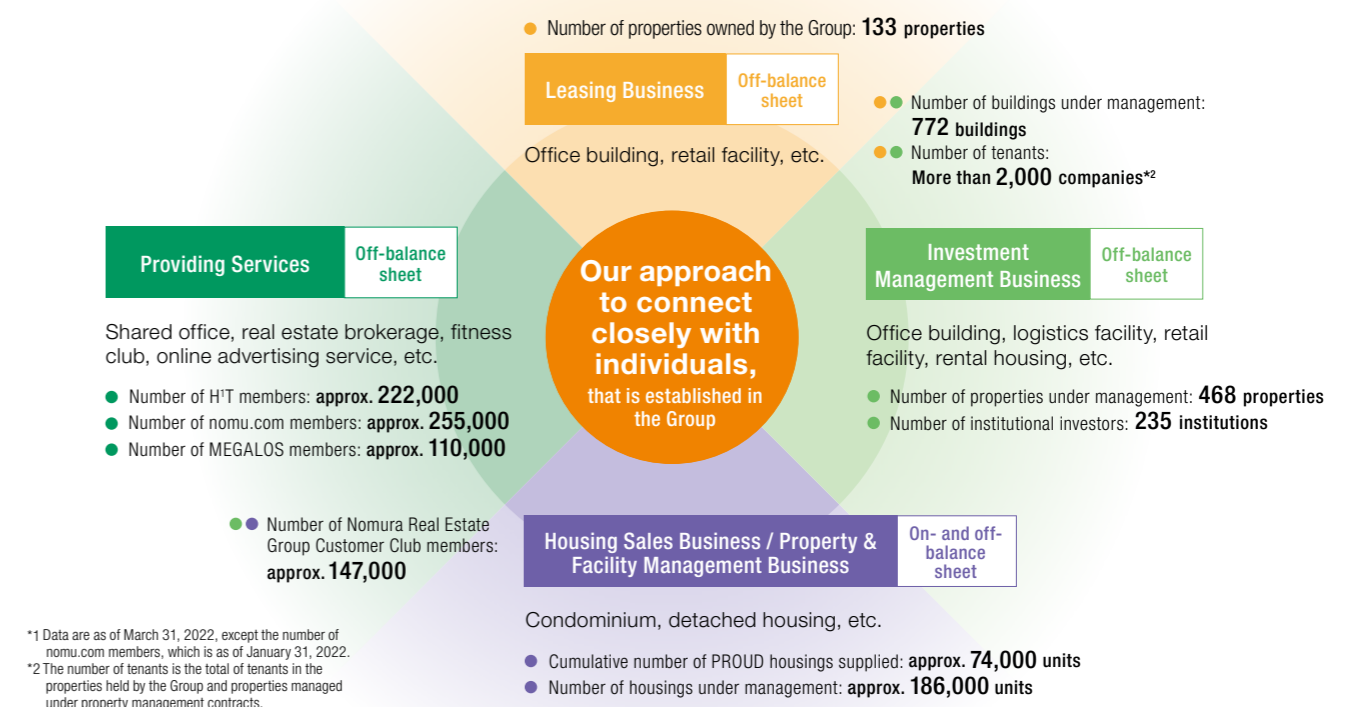 Number of properties owned by the Group: 133 properties
Leasing Business
Off-balance
sheet
Office building, retail facility, etc.
Number of buildings under management:
772 buildings
Number of tenants:
More than 2,000 companies*2
Providing Services
Off-balance
sheet
Shared office, real estate brokerage, fitness
club, online advertising service, etc.
Number of H¹T members: approx. 222,000
Number of nomu.com members: approx. 255,000
Number of MEGALOS members: approx. 110,000
Our approach
to connect
closely with
individuals,
that is established in
the Group
Investment
Management Business
Off-balance
sheet
Office building, logistics facility, retail
facility, rental housing, etc.
Number of properties under management: 468 properties
Number of institutional investors: 235 institutions
Number of Nomura Real Estate
Group Customer Club members:
approx. 147,000
Housing Sales Business / Property &
Facility Management Business
On- and off-
balance
sheet
Condominium, detached housing, etc.
Cumulative number of PROUD housings supplied: approx. 74,000 units
Number of housings under management: approx. 186,000 units
*1 Data are as of March 31, 2022, except the number of
nomu.com members, which is as of January 31, 2022.
*2 The number of tenants is the total of tenants in the
properties held by the Group and properties managed
under property management contracts.